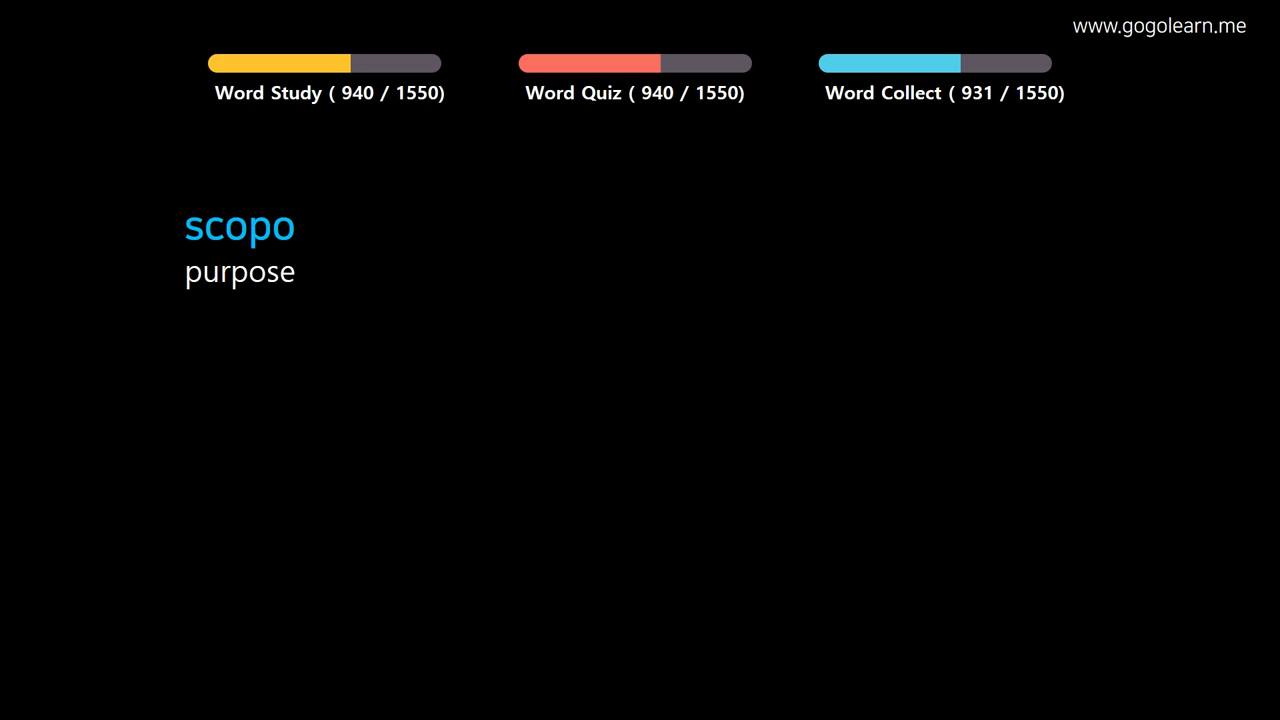 www.gogolearn.me
Word Study ( 940 / 1550)
Word Quiz ( 940 / 1550)
Word Collect ( 931 / 1550)
scopo
purpose